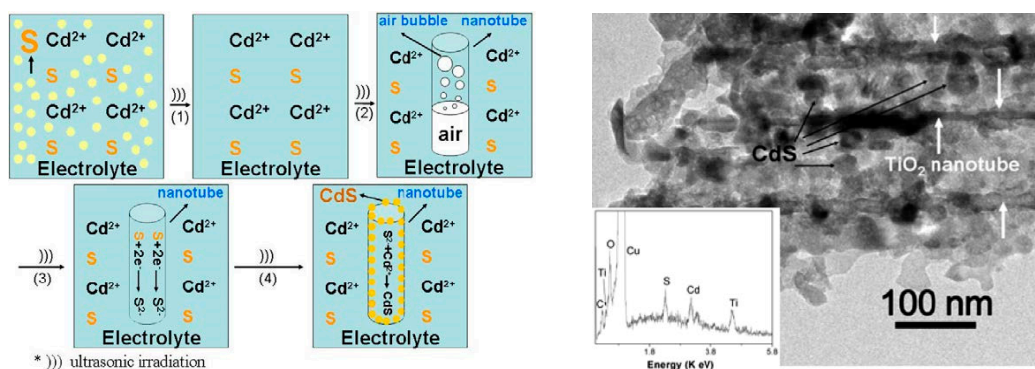 S Cd2+ Cd2+
S S
Cd2+ Cd2+
S S
Electrolyte
)))
(1)
Cd2+ Cd2+
S S
Cd2+ Cd2+
S S
Electrolyte
)))
(2)
air bubble nanotube
Cd2+ Cd2+
S S
Cd2+ Cd2+
air
S S
Electrolyte
)))
(3)
nanotube
Cd2+ Cd2+
S+2e-→S2- S+2e-→S2-
S S
Cd2+ Cd2+
S S
Electrolyte
)))
(4)
CdS nanotube
Cd2+ Cd2+
S2-+Cd2+→CdS
S S
Cd2+ Cd2+
S S
Electrolyte
* ))) ultrasonic irradiation
CdS
TiO2 nanotube
100 nm
O
Cu
Ti
C
S
Cd
Ti
1.8 3.8 5.8
Energy (K eV)